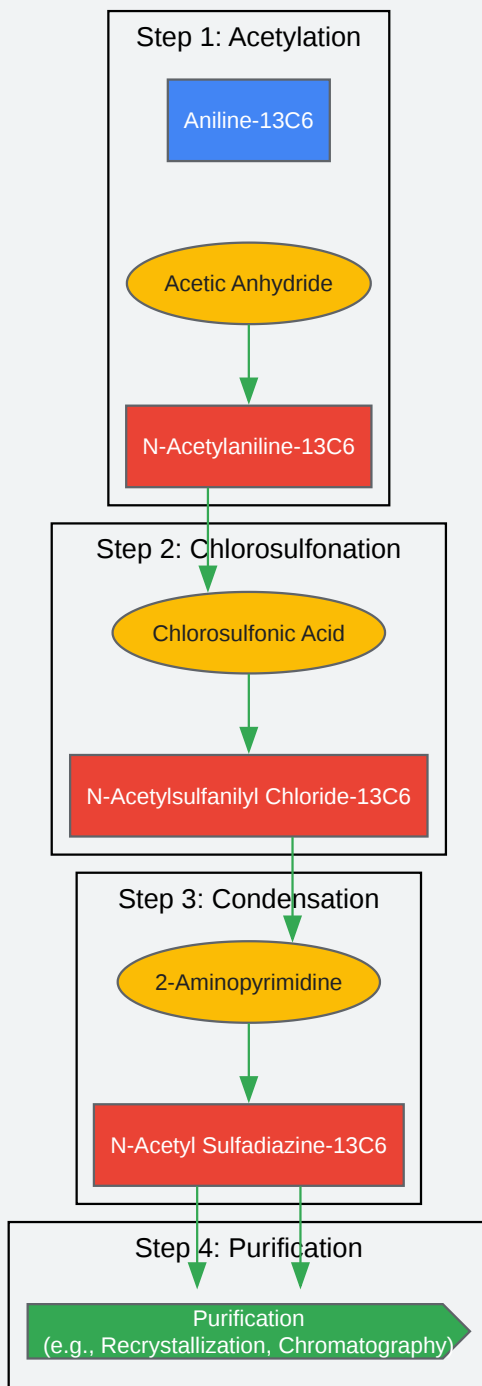 Step 1: Acetylation
Aniline-13C6
Acetic Anhydride
N-Acetylaniline-13C6
Step 2: Chlorosulfonation
Chlorosulfonic Acid
N-Acetylsulfanilyl Chloride-13C6
Step 3: Condensation
2-Aminopyrimidine
N-Acetyl Sulfadiazine-13C6
Step 4: Purification
Purification
(e.g., Recrystallization, Chromatography)